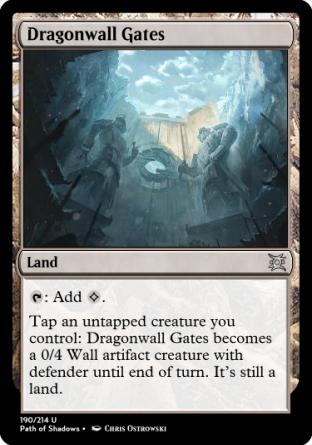 Dragonwall Gates
Land
: Add .
Tap an untapped creature you
control: Dragonwall Gates becomes
a 0/4 Wall artifact creature with
defender until end of turn. It's still a
land.
190/214 U
Path of Shadows • Chris Ostrowski